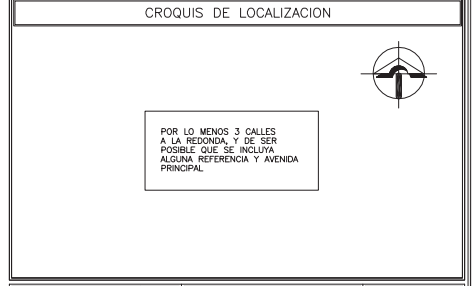 CROQUIS DE LOCALIZACION
POR LO MENOS 3 CALLES
A LA REDONDA, Y DE SER
POSIBLE QUE SE INCLUYA
ALGUNA REFERENCIA Y AVENIDA
PRINCIPAL